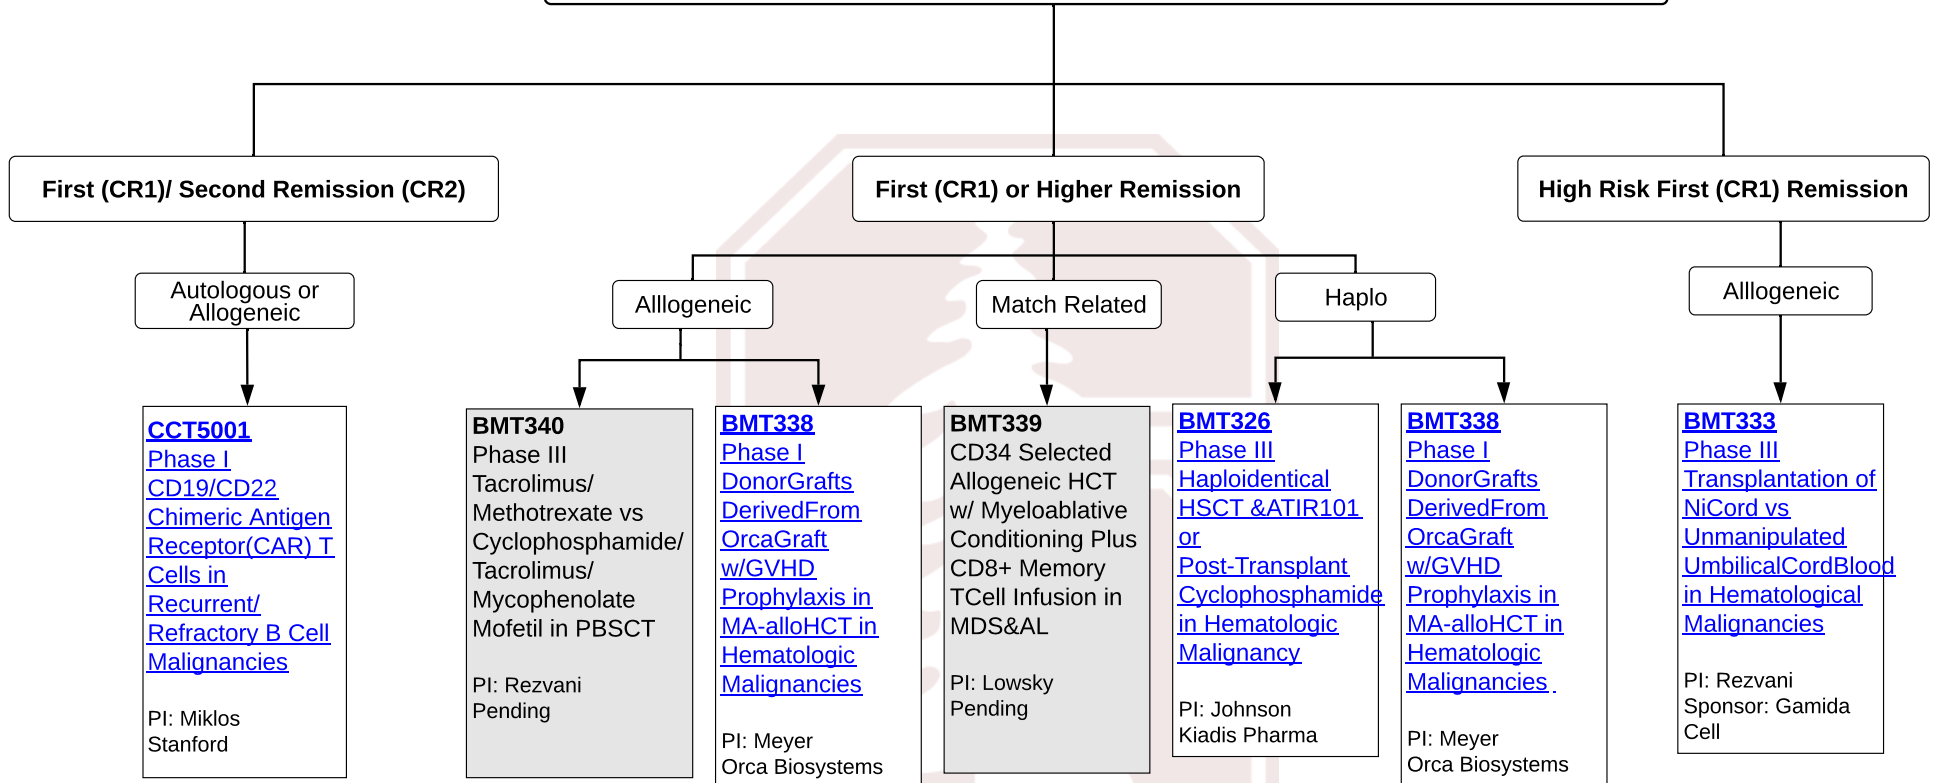 First (CR1)/ Second Remission (CR2)
First (CR1) or Higher Remission
High Risk First (CR1) Remission
Autologous or
Allogeneic
Alllogeneic
Match Related
Haplo
Alllogeneic
CCT5001
Phase I
CD19/CD22
Chimeric Antigen
Receptor(CAR) T
Cells in
Recurrent/
Refractory B Cell
Malignancies
PI: Miklos
Stanford
BMT340
Phase III
Tacrolimus/
Methotrexate vs
Cyclophosphamide/
Tacrolimus/
Mycophenolate
Mofetil in PBSCT
PI: Rezvani
Pending
BMT338
Phase I
DonorGrafts
DerivedFrom
OrcaGraft
w/GVHD
Prophylaxis in
MA-alloHCT in
Hematologic
Malignancies
PI: Meyer
Orca Biosystems
BMT339
CD34 Selected
Allogeneic HCT
w/ Myeloablative
Conditioning Plus
CD8+ Memory
TCell Infusion in
MDS&AL
PI: Lowsky
Pending
BMT326
Phase III
Haploidentical
HSCT &ATIR101
or
Post-Transplant
Cyclophosphamide
in Hematologic
Malignancy
PI: Johnson
Kiadis Pharma
BMT338
Phase I
DonorGrafts
DerivedFrom
OrcaGraft
w/GVHD
Prophylaxis in
MA-alloHCT in
Hematologic
Malignancies .
PI: Meyer
Orca Biosystems
BMT333
Phase III
Transplantation of
NiCord vs
Unmanipulated
UmbilicalCordBlood
in Hematological
Malignancies
PI: Rezvani
Sponsor: Gamida
Cell